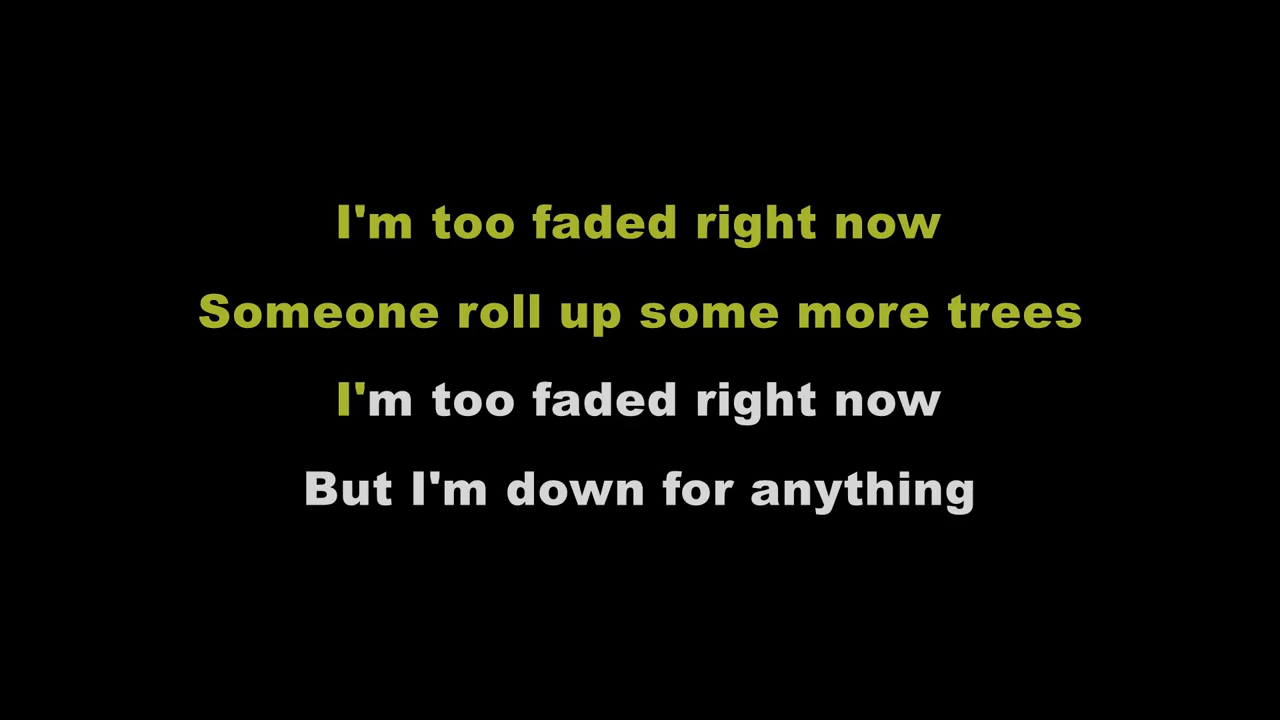 I'm too faded right now
Someone roll up some more trees
I'm too faded right now
But I'm down for anything